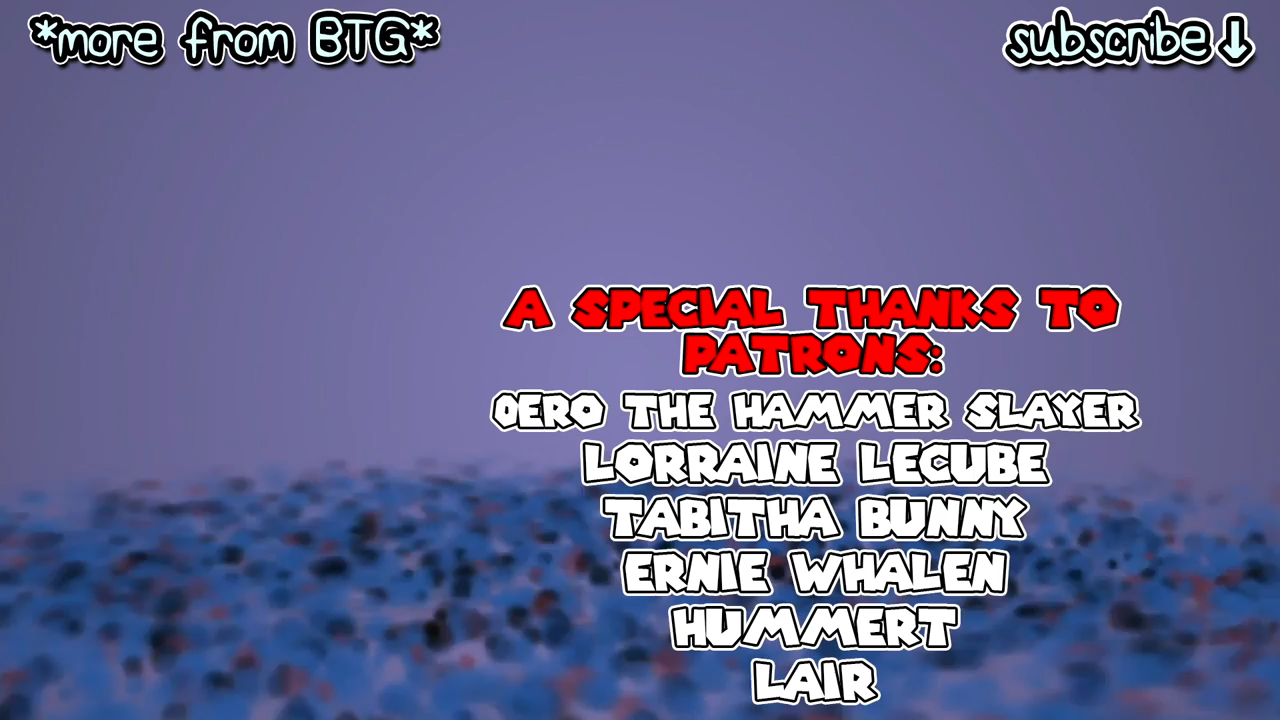 *more from BTG*
subscribe↓
A SPECIAL THANKS TO
PATRONS:
OERO THE HAMMER SLAYER
LORRAINE LECUBE
TABITHA BUNNY
ERNIE WHALEN
HUMMERT
LAIR